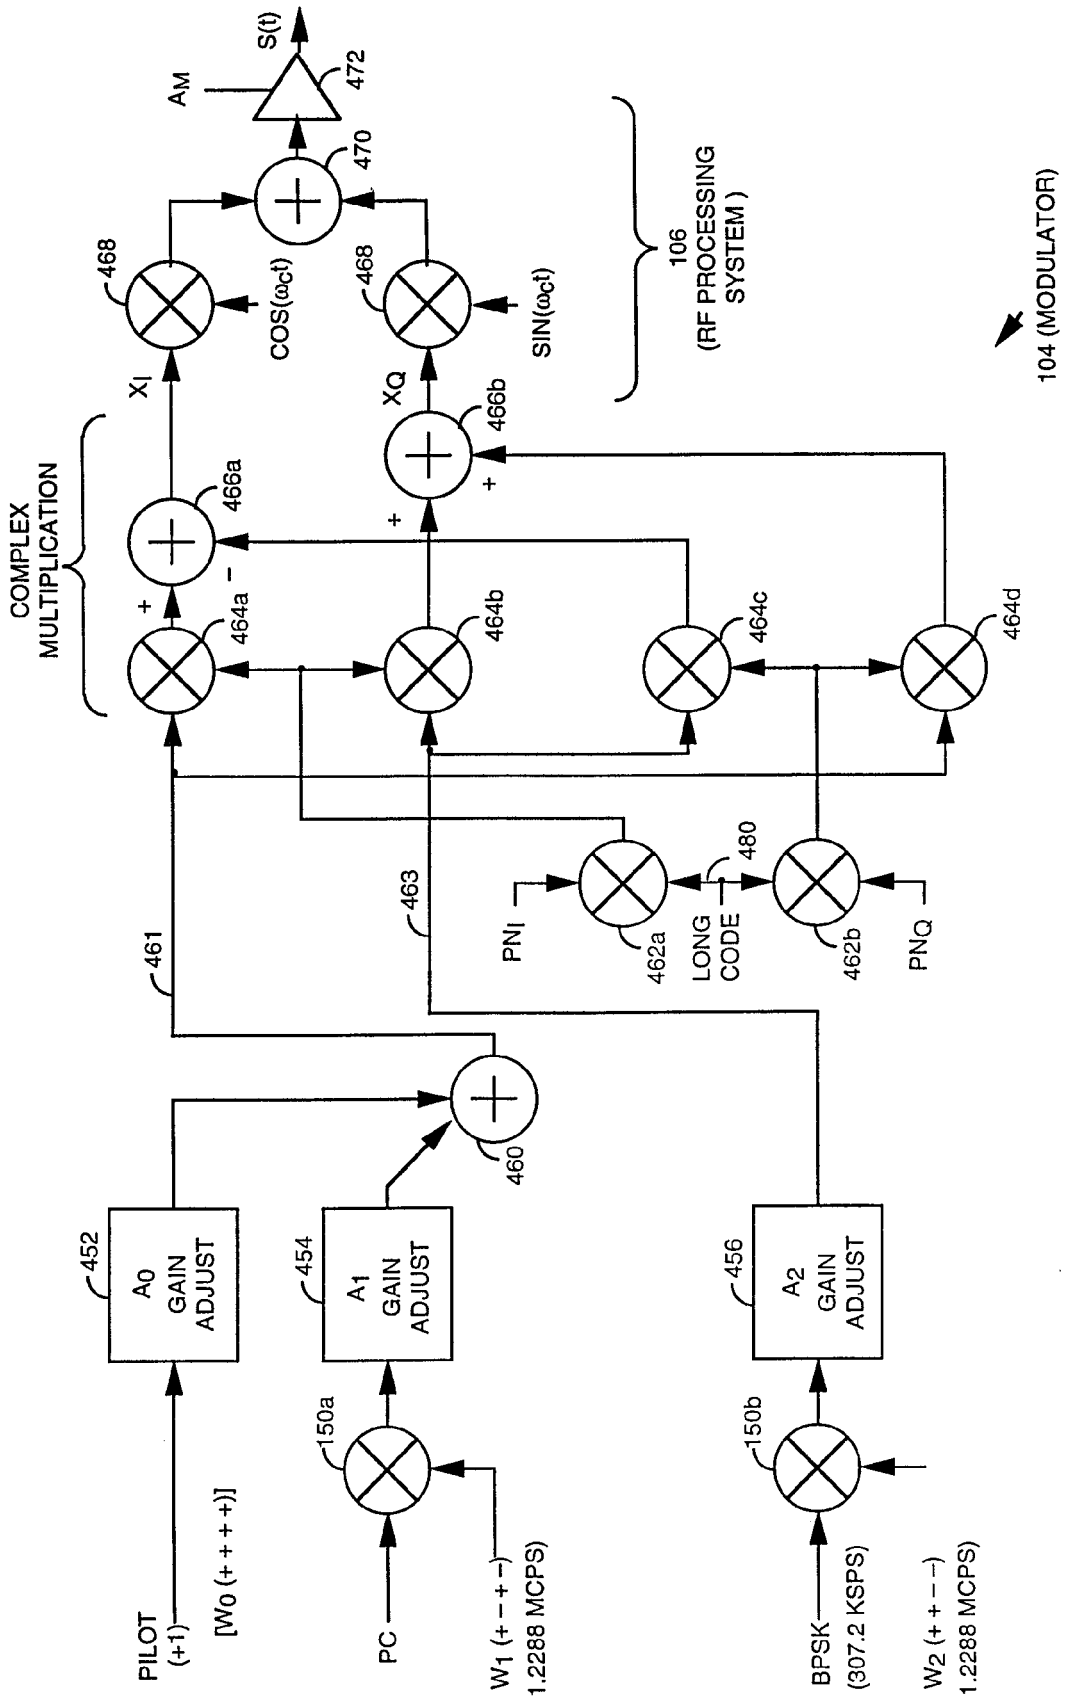 PILOT
(+1)
[W0 (+ + + +)]
452
A0
GAIN
ADJUST
PC
150a
W1 (+ − + −)
1.2288 MCPS
454
A1
GAIN
ADJUST
460
BPSK
(307.2 KSPS)
150b
W2 (+ + − −)
1.2288 MCPS
456
A2
GAIN
ADJUST
461
463
PNI
462a
LONG
CODE
480
462b
PNQ
COMPLEX
MULTIPLICATION
464a
+
−
466a
464b
+
+
466b
464c
464d
XI
468
COS(ωct)
XQ
468
SIN(ωct)
470
AM
472
S(t)
106
(RF PROCESSING
SYSTEM )
104 (MODULATOR)